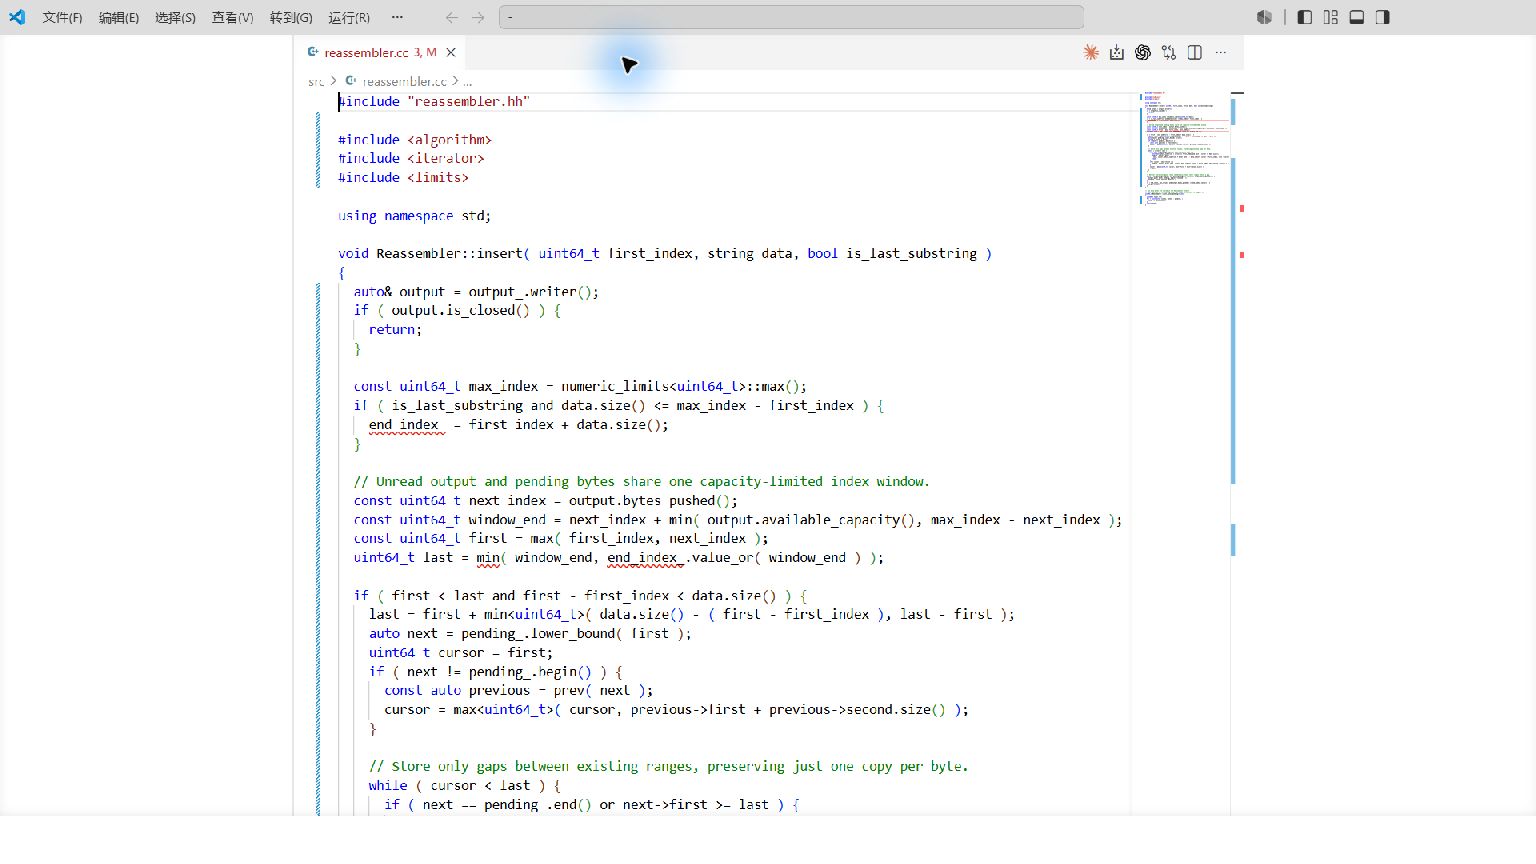 文件(F) 编辑(E) 选择(S) 查看(V) 转到(G) 运行(R) ··· ← → -
reassembler.cc 3, M ×
src > reassembler.cc > ...
#include "reassembler.hh"
#include <algorithm>
#include <iterator>
#include <limits>
using namespace std;
void Reassembler::insert( uint64_t first_index, string data, bool is_last_substring )
{
auto& output = output_.writer();
if ( output.is_closed() ) {
return;
}
const uint64_t max_index = numeric_limits<uint64_t>::max();
if ( is_last_substring and data.size() <= max_index - first_index ) {
end_index_ = first_index + data.size();
}
// Unread output and pending bytes share one capacity-limited index window.
const uint64_t next_index = output.bytes_pushed();
const uint64_t window_end = next_index + min( output.available_capacity(), max_index - next_index );
const uint64_t first = max( first_index, next_index );
uint64_t last = min( window_end, end_index_.value_or( window_end ) );
if ( first < last and first - first_index < data.size() ) {
last = first + min<uint64_t>( data.size() - ( first - first_index ), last - first );
auto next = pending_.lower_bound( first );
uint64_t cursor = first;
if ( next != pending_.begin() ) {
const auto previous = prev( next );
cursor = max<uint64_t>( cursor, previous->first + previous->second.size() );
}
// Store only gaps between existing ranges, preserving just one copy per byte.
while ( cursor < last ) {
if ( next == pending_.end() or next->first >= last ) {